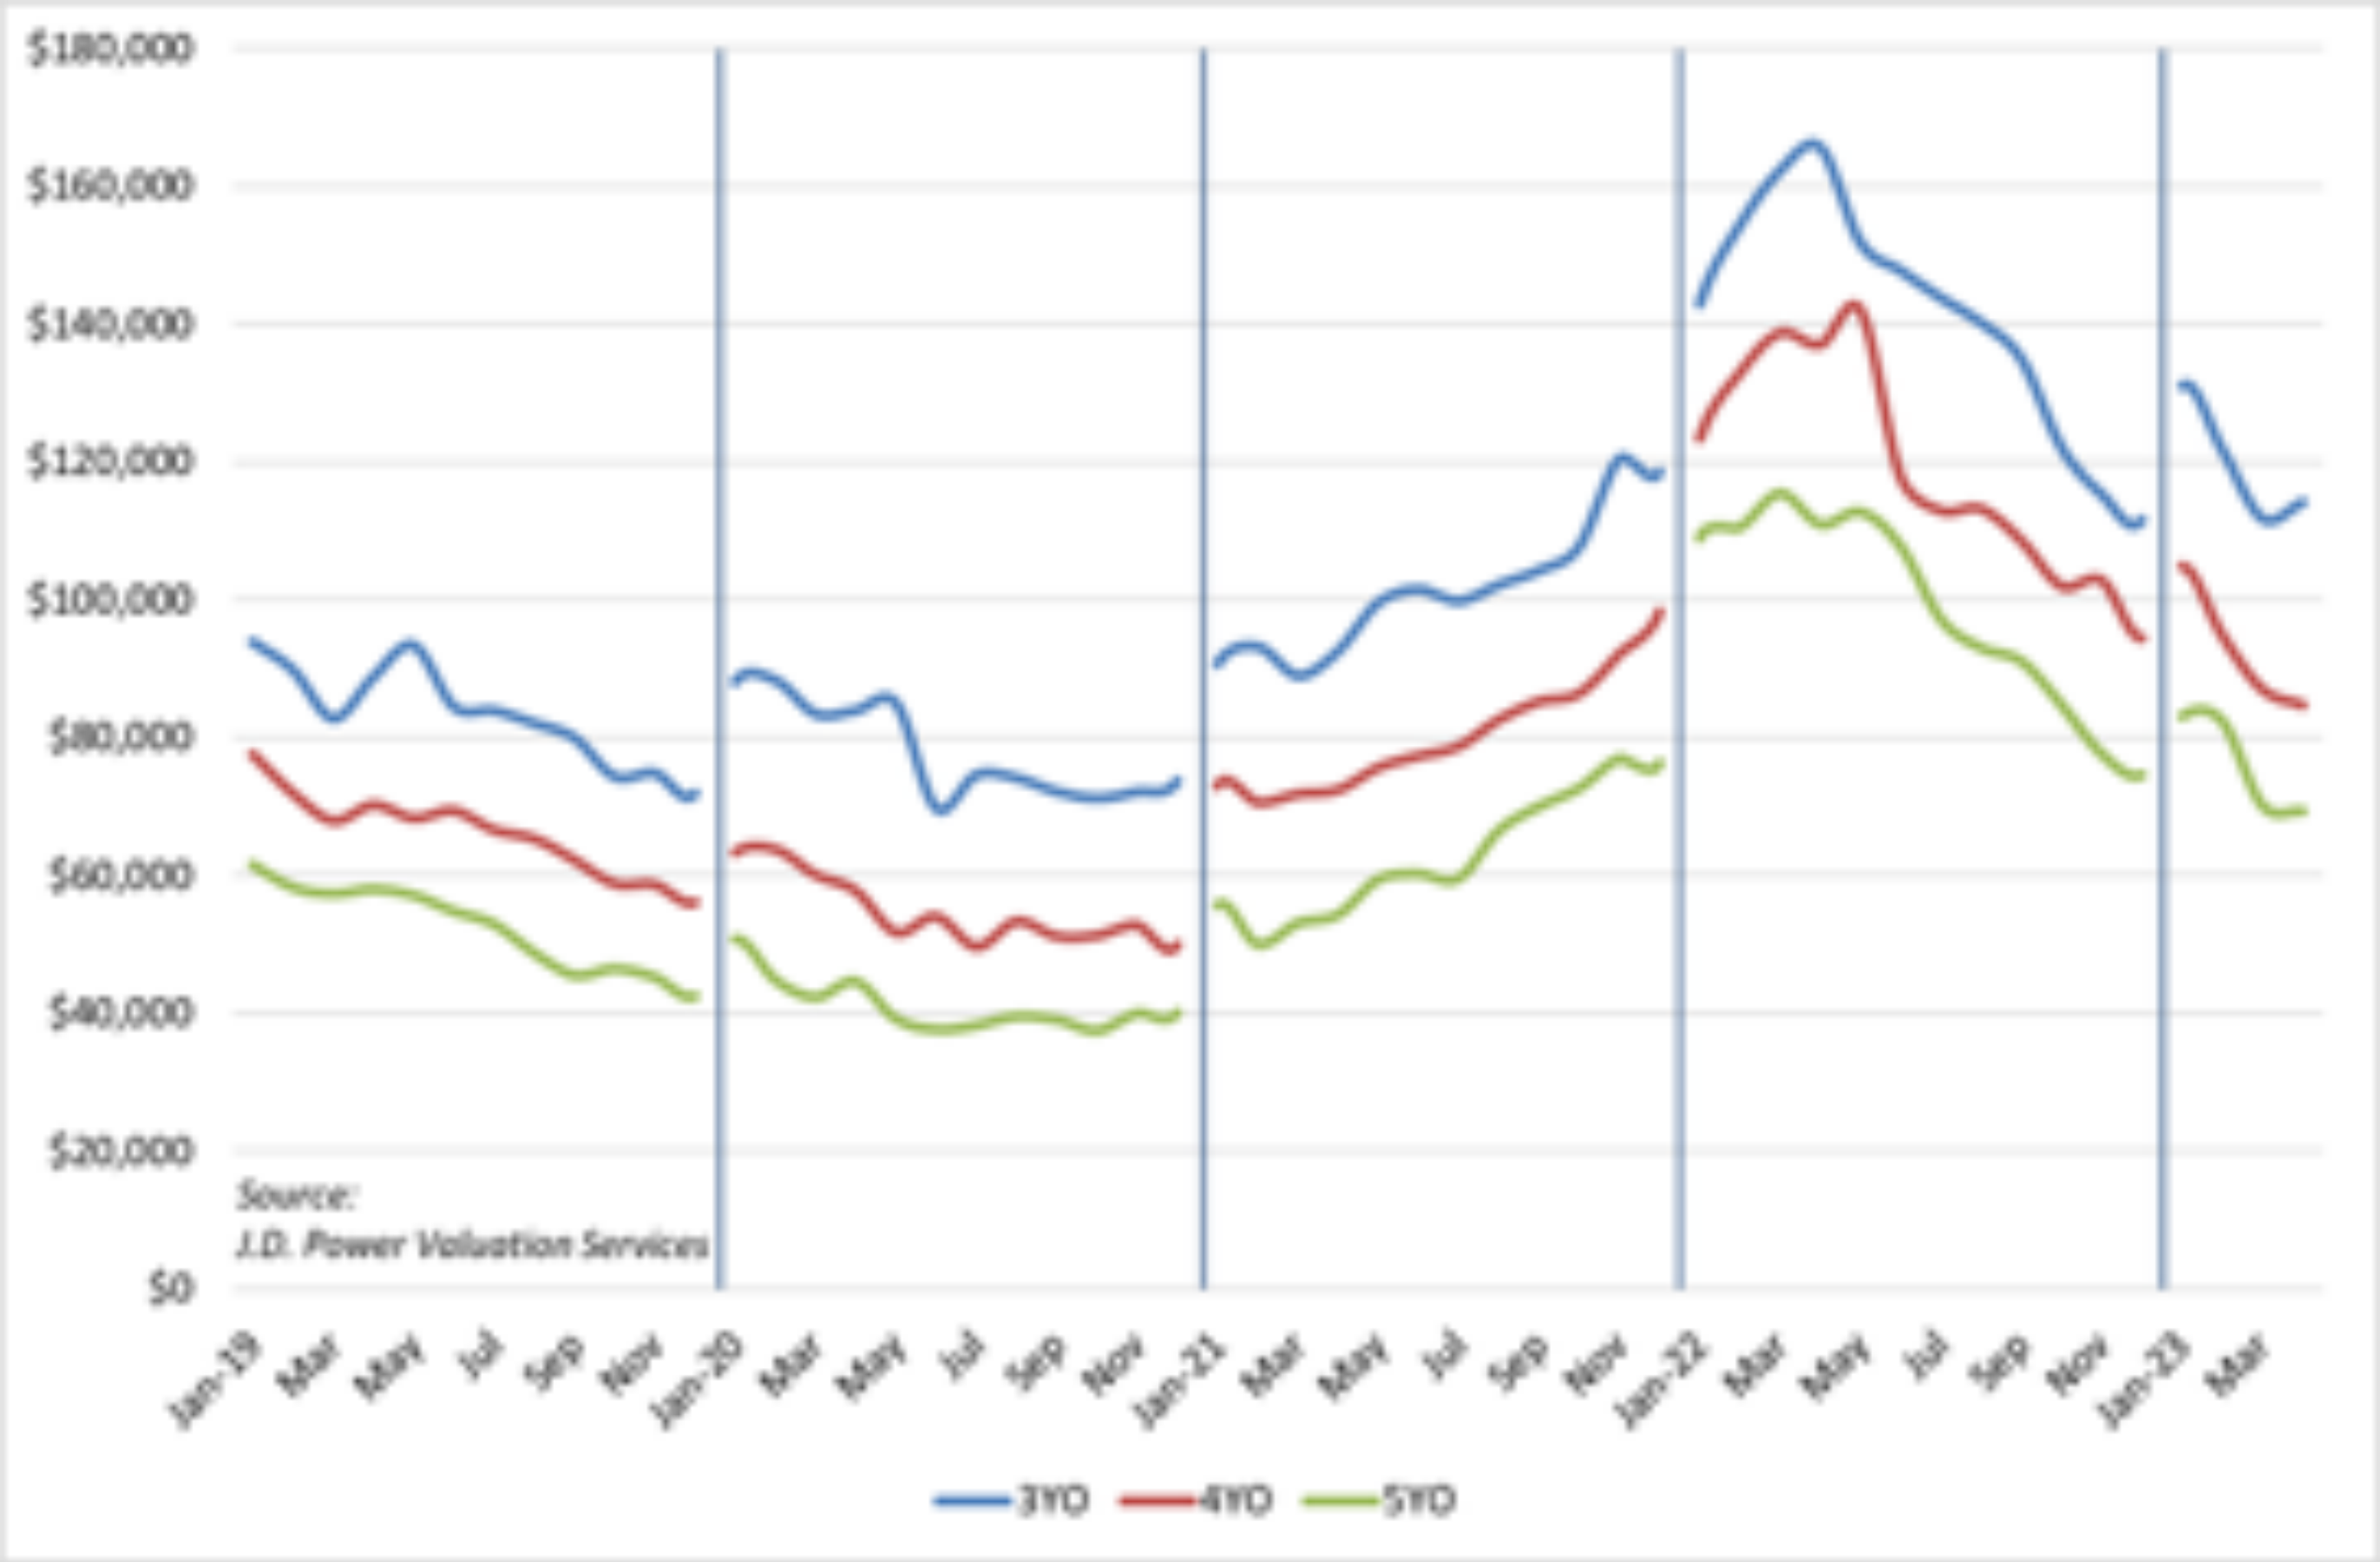 $180,000
$160,000
$140,000
$120,000
$100,000
$80,000
$60,000
$40,000
$20,000
$0
Source:
J.D. Power Valuation Services
Jan-19 Mar May Jul Sep Nov Jan-20 Mar May Jul Sep Nov Jan-21 Mar May Jul Sep Nov Jan-22 Mar May Jul Sep Nov Jan-23 Mar
3YO 4YO 5YO